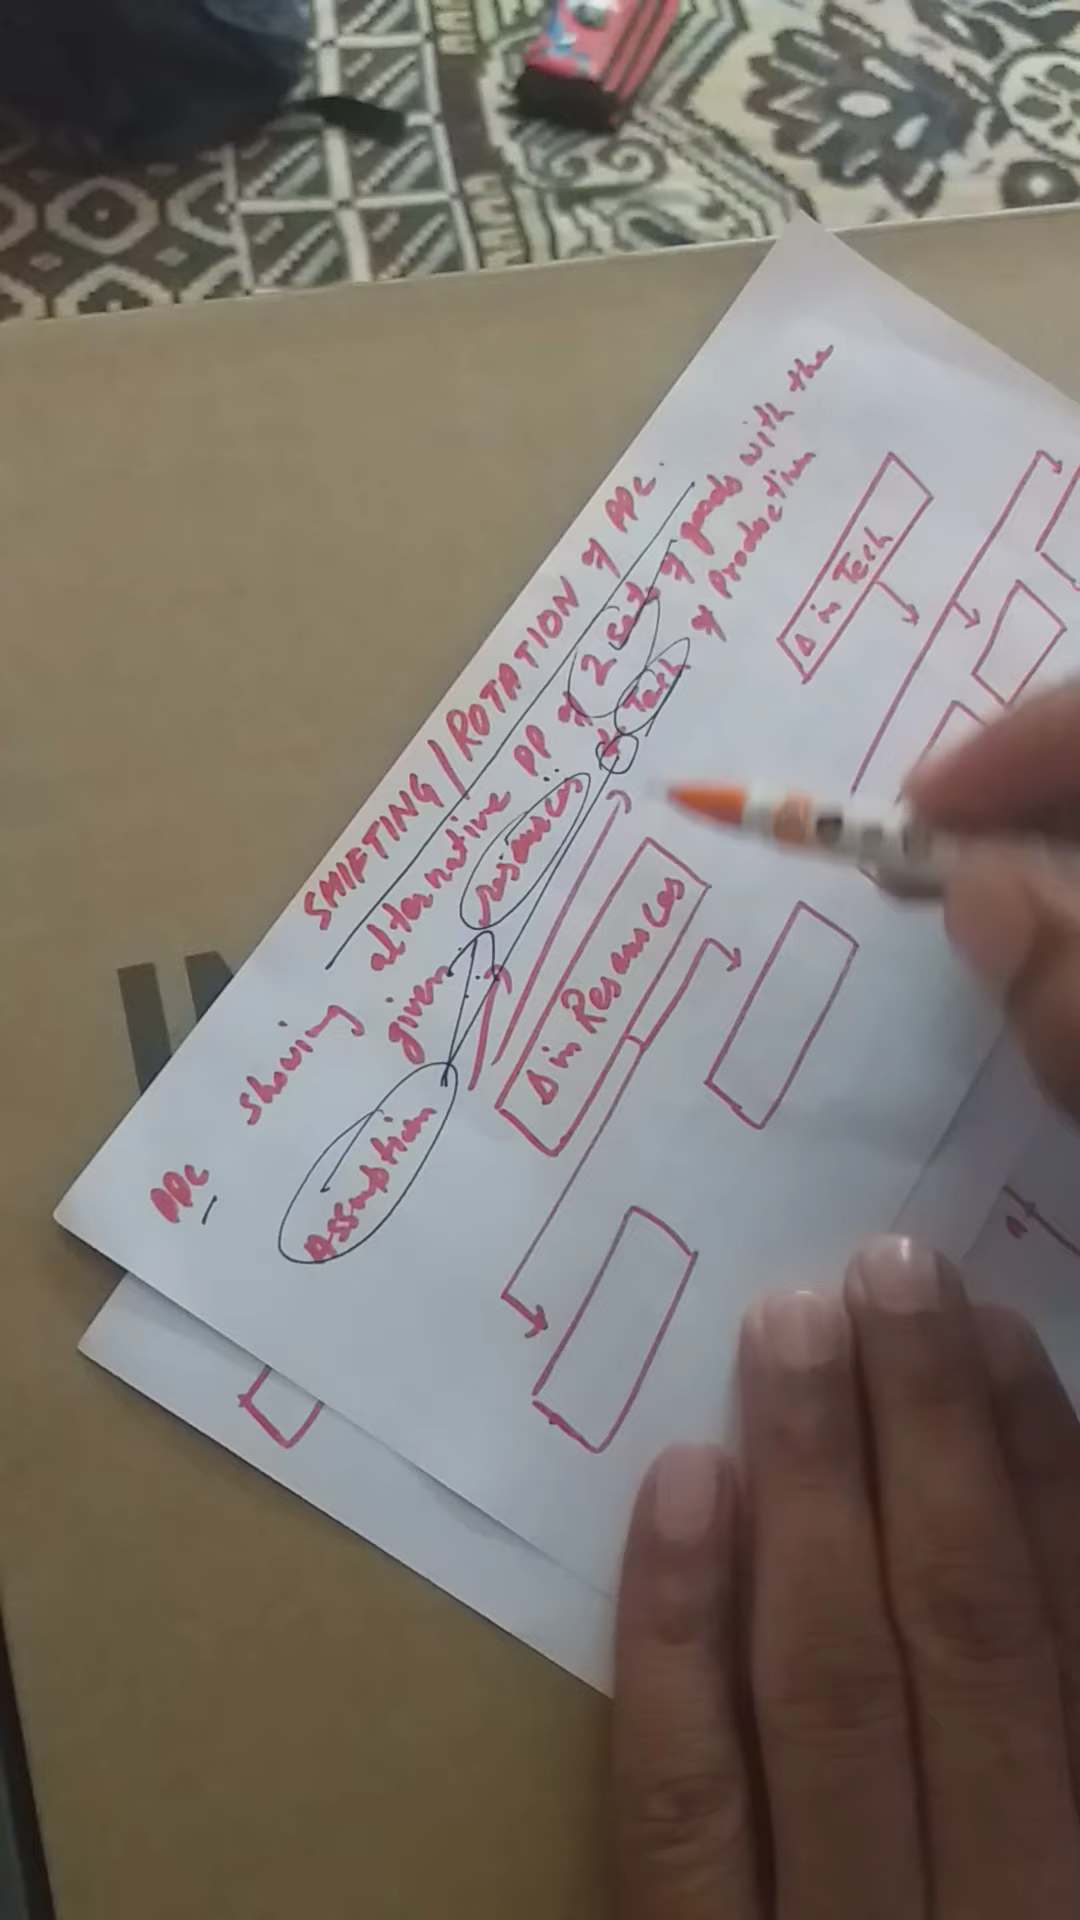 SHIFTING/ROTATION of PPC.
PPC showing alternative PP of 2 set of goods with the
given resources & Tech of Production
Assumption
Δ in Resources
Δ in Tech
A